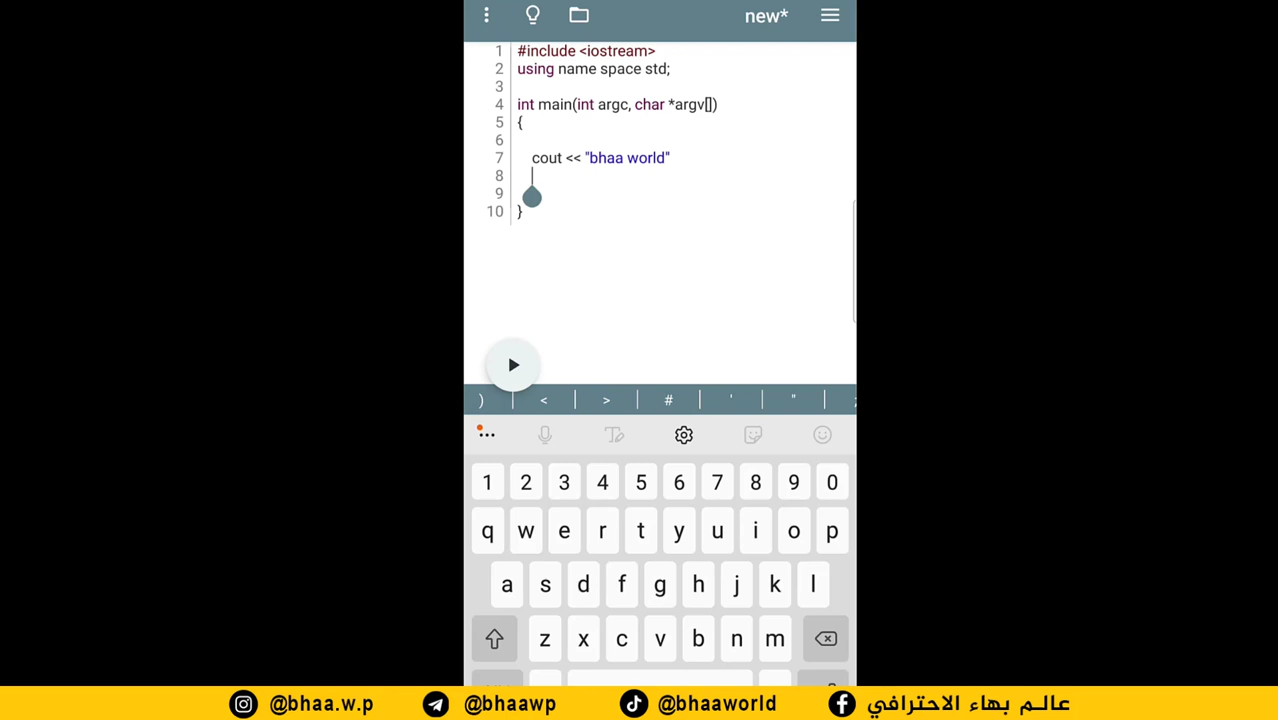 new*
1 #include <iostream>
2 using name space std;
3
4 int main(int argc, char *argv[])
5 {
6
7 cout << "bhaa world"
8
9
10 }
) < > # ' "
1 2 3 4 5 6 7 8 9 0
q w e r t y u i o p
a s d f g h j k l
z x c v b n m
@bhaa.w.p @bhaawp @bhaaworld عالم بهاء الاحترافي